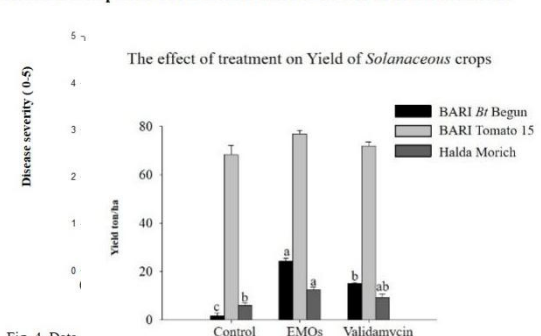 5
The effect of treatment on Yield of Solanaceous crops
Disease severity (0-5)
4
3
2
1
0
BARI Bt Begun
BARI Tomato 15
Halda Morich
Yield ton/ha
80
60
40
20
0
c
b
a
a
b
ab
Control EMOs Validamycin
Fig. 4. Data